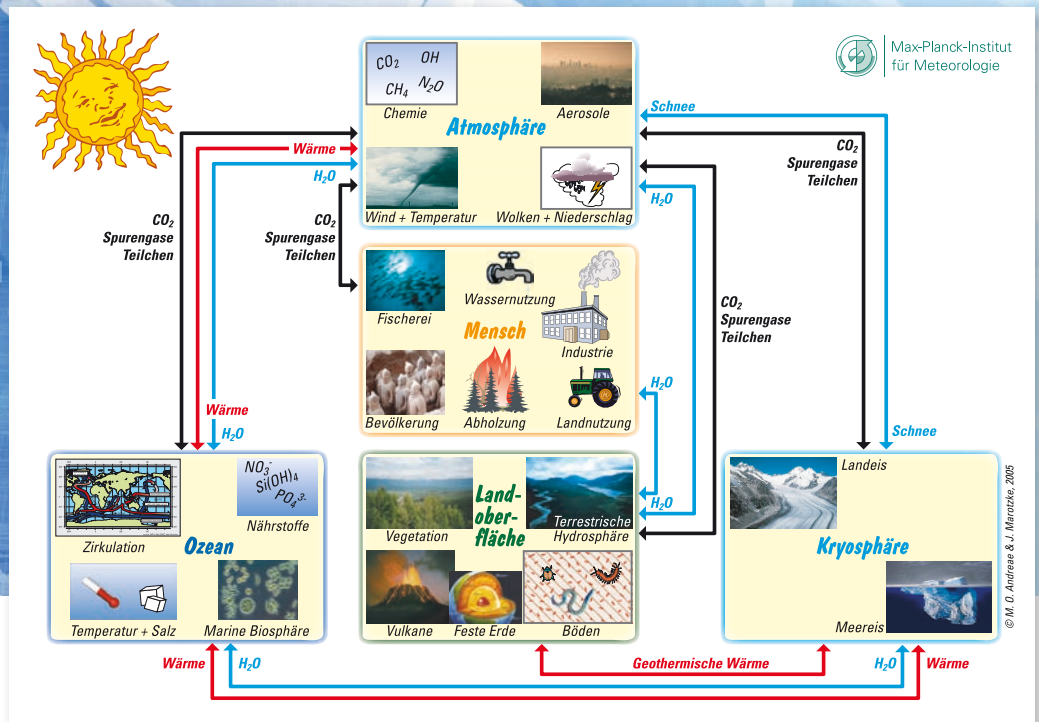 Max-Planck-Institut
für Meteorologie
CO2
OH
CH4
N2O
Chemie
Aerosole
Atmosphäre
Wind + Temperatur
Wolken + Niederschlag
Schnee
Wärme
H2O
CO2
Spurengase
Teilchen
H2O
CO2
Spurengase
Teilchen
CO2
Spurengase
Teilchen
Fischerei
Wassernutzung
Mensch
Industrie
Bevölkerung
Abholzung
Landnutzung
CO2
Spurengase
Teilchen
H2O
Wärme
H2O
Schnee
NO3-
Si(OH)4
PO43-
Nährstoffe
Zirkulation
Ozean
Temperatur + Salz
Marine Biosphäre
Land-
ober-
fläche
Vegetation
Terrestrische
Hydrosphäre
H2O
Vulkane
Feste Erde
Böden
Landeis
Kryosphäre
Meereis
© M. O. Andreae & J. Marotzke, 2005
Wärme
H2O
Geothermische Wärme
H2O
Wärme